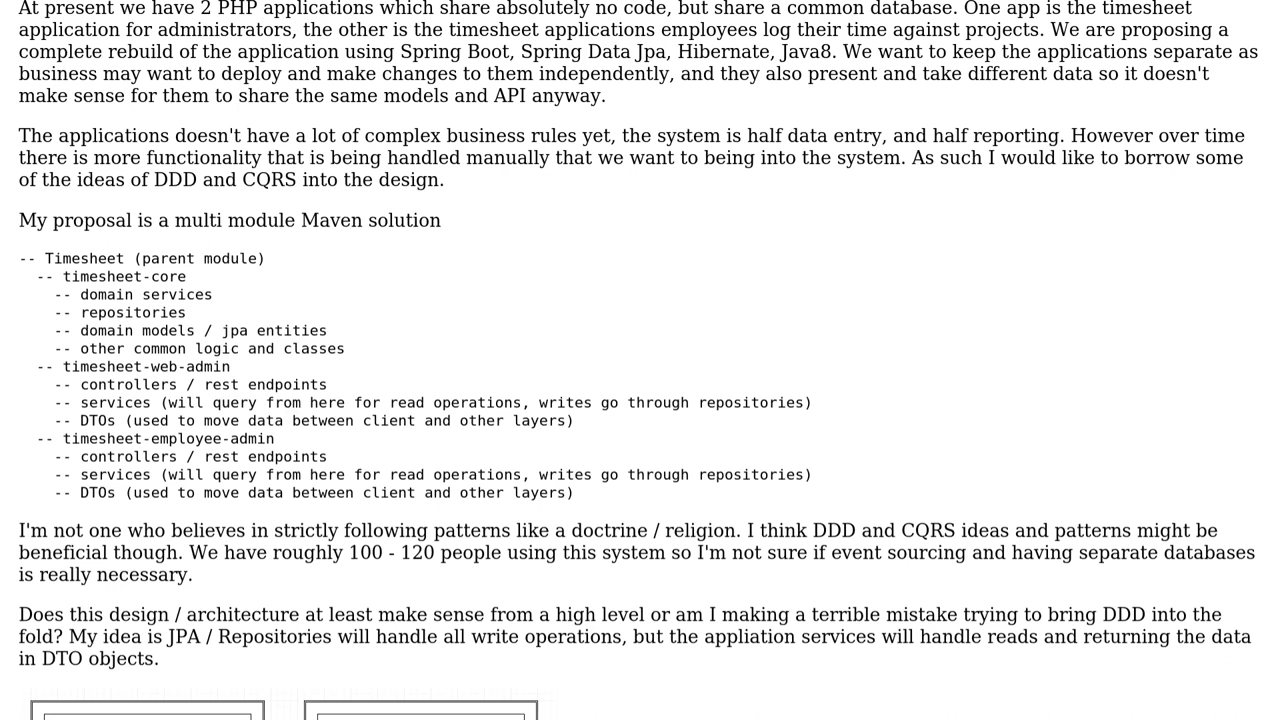 At present we have 2 PHP applications which share absolutely no code, but share a common database. One app is the timesheet
application for administrators, the other is the timesheet applications employees log their time against projects. We are proposing a
complete rebuild of the application using Spring Boot, Spring Data Jpa, Hibernate, Java8. We want to keep the applications separate as
business may want to deploy and make changes to them independently, and they also present and take different data so it doesn't
make sense for them to share the same models and API anyway.
The applications doesn't have a lot of complex business rules yet, the system is half data entry, and half reporting. However over time
there is more functionality that is being handled manually that we want to being into the system. As such I would like to borrow some
of the ideas of DDD and CQRS into the design.
My proposal is a multi module Maven solution
-- Timesheet (parent module)
  -- timesheet-core
    -- domain services
    -- repositories
    -- domain models / jpa entities
    -- other common logic and classes
  -- timesheet-web-admin
    -- controllers / rest endpoints
    -- services (will query from here for read operations, writes go through repositories)
    -- DTOs (used to move data between client and other layers)
  -- timesheet-employee-admin
    -- controllers / rest endpoints
    -- services (will query from here for read operations, writes go through repositories)
    -- DTOs (used to move data between client and other layers)
I'm not one who believes in strictly following patterns like a doctrine / religion. I think DDD and CQRS ideas and patterns might be
beneficial though. We have roughly 100 - 120 people using this system so I'm not sure if event sourcing and having separate databases
is really necessary.
Does this design / architecture at least make sense from a high level or am I making a terrible mistake trying to bring DDD into the
fold? My idea is JPA / Repositories will handle all write operations, but the appliation services will handle reads and returning the data
in DTO objects.